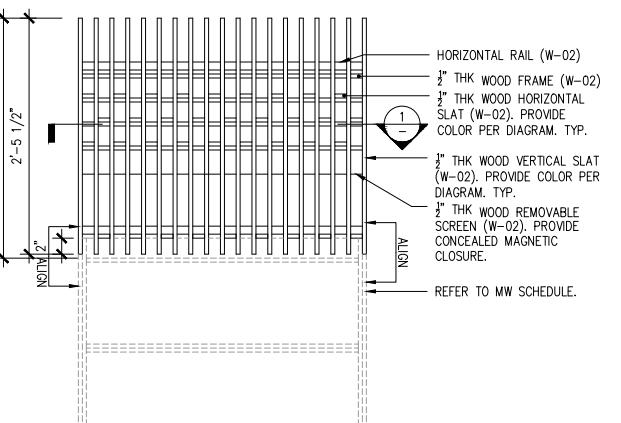 HORIZONTAL RAIL (W-02)
½" THK WOOD FRAME (W-02)
½" THK WOOD HORIZONTAL
SLAT (W-02). PROVIDE
COLOR PER DIAGRAM. TYP.
1
–
½" THK WOOD VERTICAL SLAT
(W-02). PROVIDE COLOR PER
DIAGRAM. TYP.
½" THK WOOD REMOVABLE
SCREEN (W-02). PROVIDE
CONCEALED MAGNETIC
CLOSURE.
REFER TO MW SCHEDULE.
2'-5 1/2"
2"
ALIGN
ALIGN